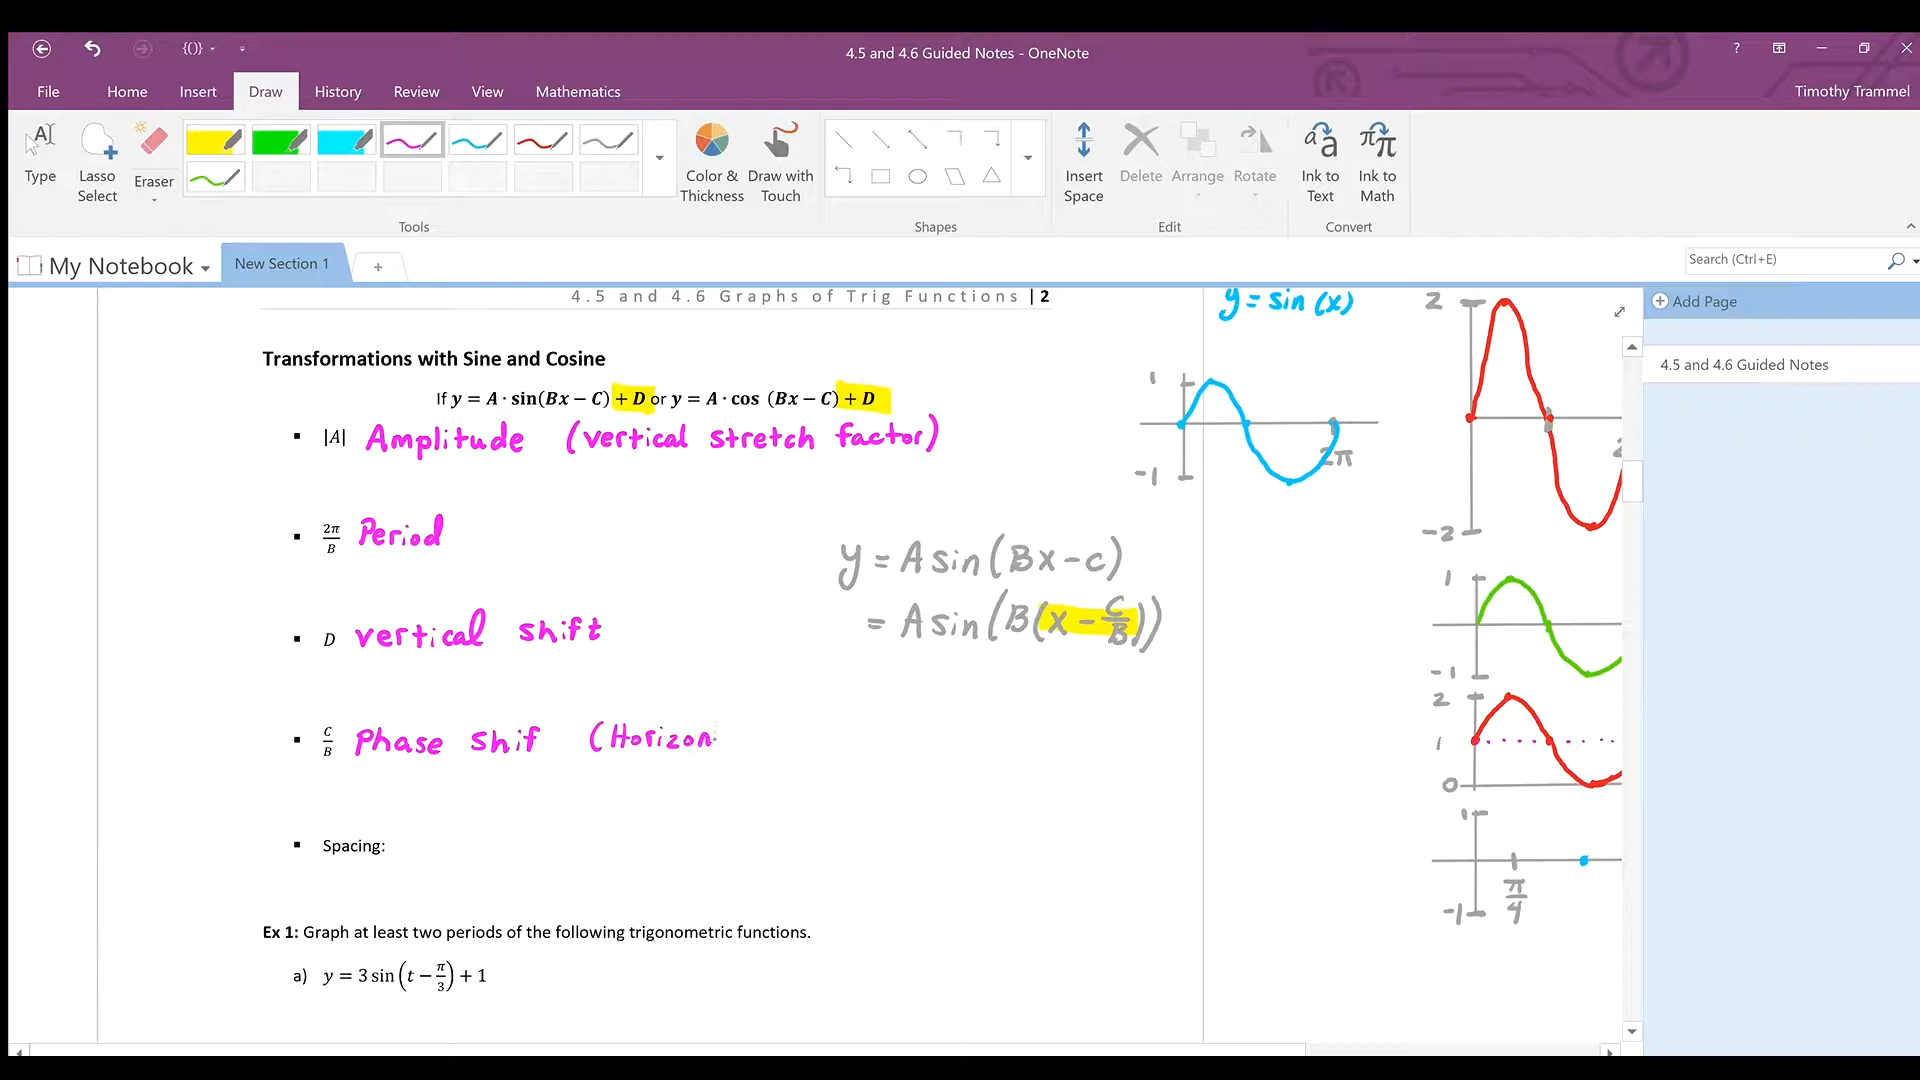 4.5 and 4.6 Guided Notes - OneNote
File Home Insert Draw History Review View Mathematics
Timothy Trammel
Type
Lasso Select
Eraser
Color & Thickness
Draw with Touch
Insert Space
Delete
Arrange
Rotate
Ink to Text
Ink to Math
Tools
Shapes
Edit
Convert
My Notebook
New Section 1
Search (Ctrl+E)
Add Page
4.5 and 4.6 Guided Notes
4.5 and 4.6 Graphs of Trig Functions | 2
y = sin (x)
Transformations with Sine and Cosine
If y = A · sin(Bx − C) + D or y = A · cos (Bx − C) + D
▪ |A| Amplitude (vertical stretch factor)
▪ 2π/B Period
▪ D vertical shift
▪ C/B Phase shif (Horizon
y = A sin(Bx − c)
= A sin(B(x − C/B))
▪ Spacing:
Ex 1: Graph at least two periods of the following trigonometric functions.
a) y = 3 sin(t − π/3) + 1
1
-1
2π
2
-2
1
-1
2
1
0
1
-1
π/4